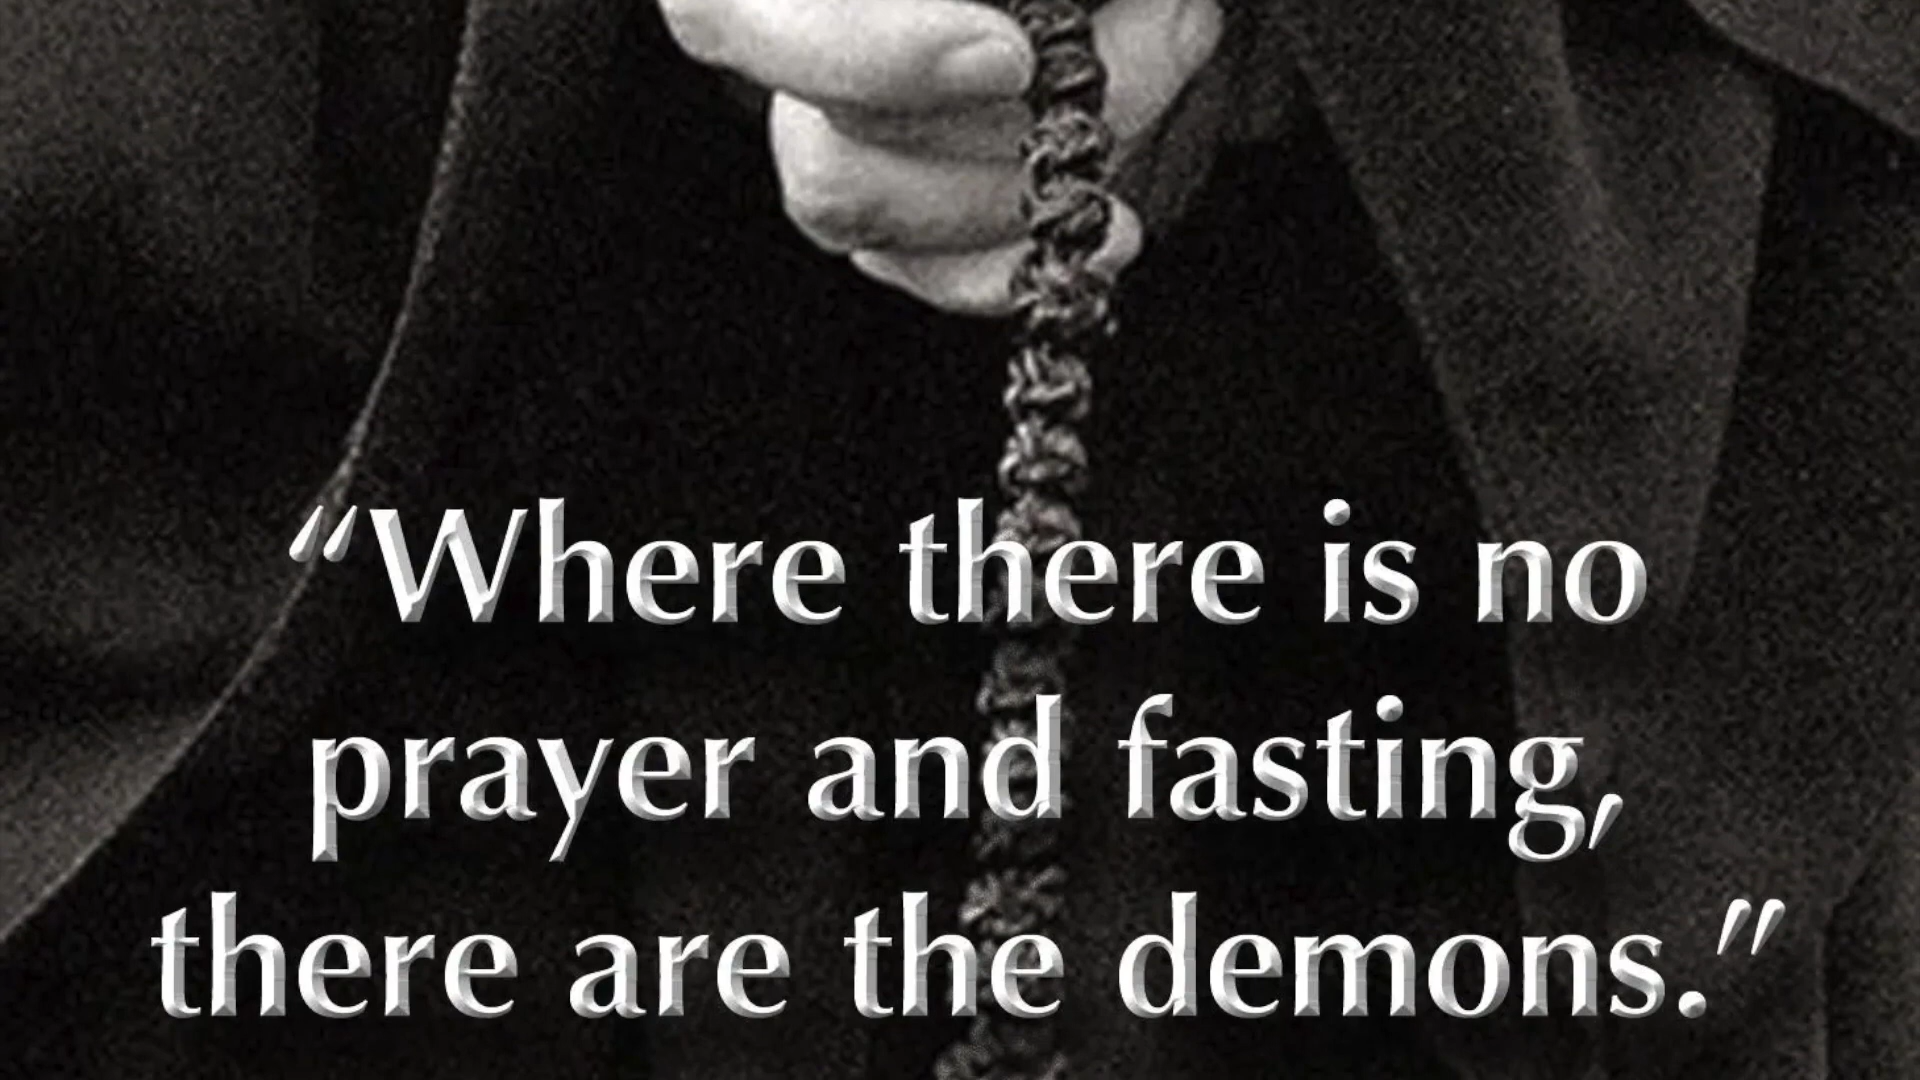 “Where there is no
prayer and fasting,
there are the demons.”